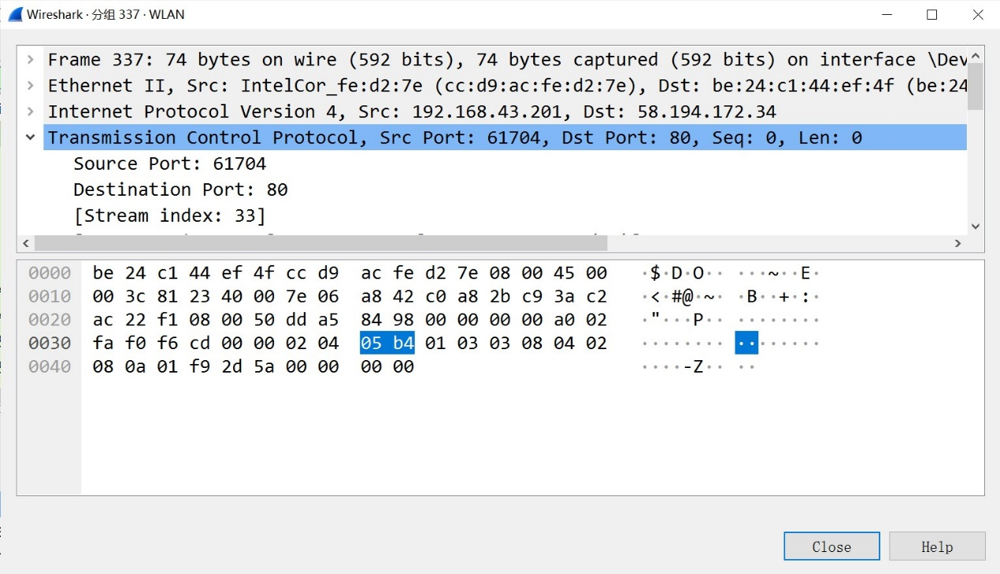 Wireshark · 分组 337 · WLAN
Frame 337: 74 bytes on wire (592 bits), 74 bytes captured (592 bits) on interface \Dev
Ethernet II, Src: IntelCor_fe:d2:7e (cc:d9:ac:fe:d2:7e), Dst: be:24:c1:44:ef:4f (be:24
Internet Protocol Version 4, Src: 192.168.43.201, Dst: 58.194.172.34
Transmission Control Protocol, Src Port: 61704, Dst Port: 80, Seq: 0, Len: 0
Source Port: 61704
Destination Port: 80
[Stream index: 33]
0000 be 24 c1 44 ef 4f cc d9 ac fe d2 7e 08 00 45 00 ·$·D·O·· ···~··E·
0010 00 3c 81 23 40 00 7e 06 a8 42 c0 a8 2b c9 3a c2 ·<·#@·~· ·B··+·:·
0020 ac 22 f1 08 00 50 dd a5 84 98 00 00 00 00 a0 02 ·"···P·· ········
0030 fa f0 f6 cd 00 00 02 04 05 b4 01 03 03 08 04 02 ········ ········
0040 08 0a 01 f9 2d 5a 00 00 00 00 ····-Z·· ··
Close Help